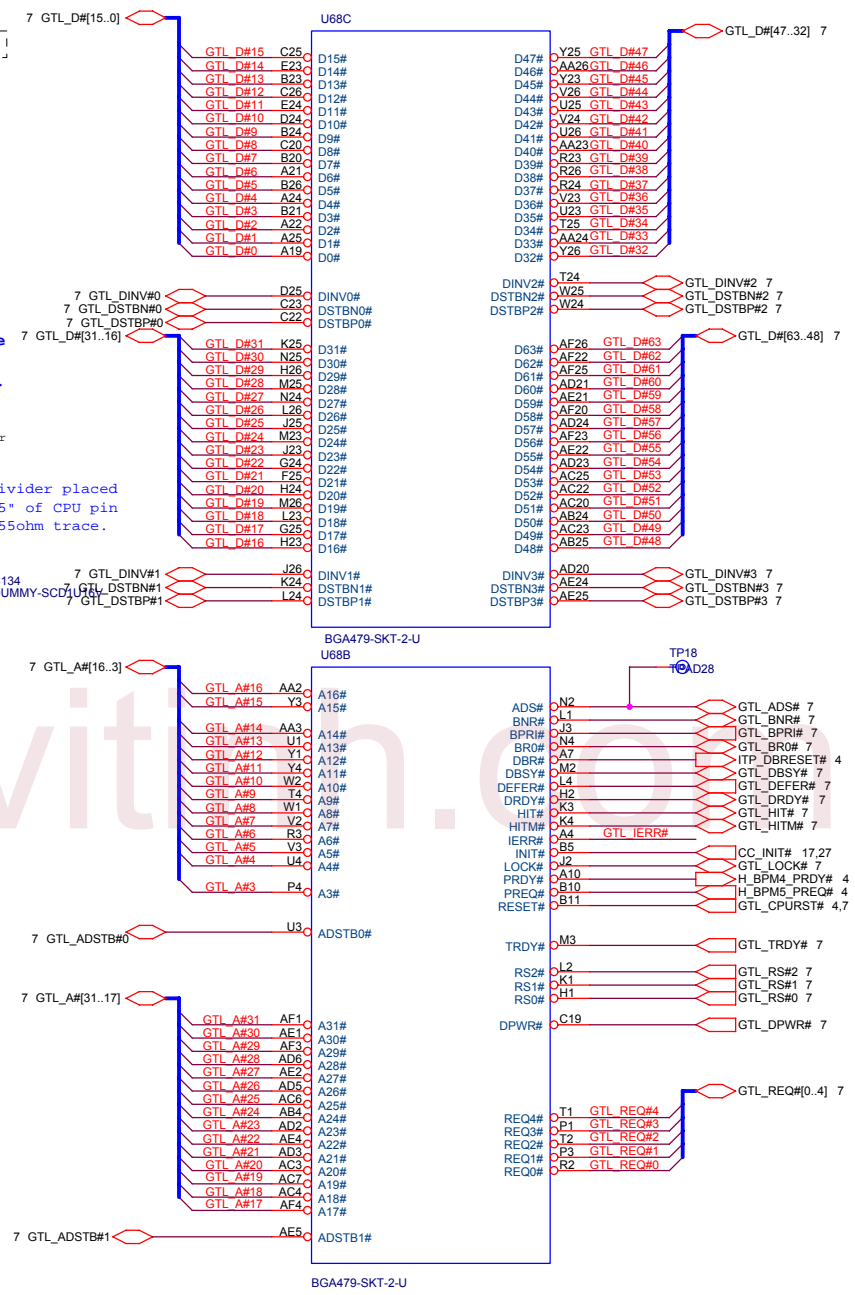 7 GTL_D#[15..0]
U68C
GTL_D#[47..32] 7
GTL_D#15 C25 D15# D47# Y25 GTL_D#47
GTL_D#14 E23 D14# D46# AA26 GTL_D#46
GTL_D#13 B23 D13# D45# Y23 GTL_D#45
GTL_D#12 C26 D12# D44# V26 GTL_D#44
GTL_D#11 E24 D11# D43# U25 GTL_D#43
GTL_D#10 D24 D10# D42# V24 GTL_D#42
GTL_D#9 B24 D9# D41# U26 GTL_D#41
GTL_D#8 C20 D8# D40# AA23 GTL_D#40
GTL_D#7 B20 D7# D39# R23 GTL_D#39
GTL_D#6 A21 D6# D38# R26 GTL_D#38
GTL_D#5 B26 D5# D37# R24 GTL_D#37
GTL_D#4 A24 D4# D36# V23 GTL_D#36
GTL_D#3 B21 D3# D35# U23 GTL_D#35
GTL_D#2 A22 D2# D34# T25 GTL_D#34
GTL_D#1 A25 D1# D33# AA24 GTL_D#33
GTL_D#0 A19 D0# D32# Y26 GTL_D#32
7 GTL_DINV#0 D25 DINV0# DINV2# T24 GTL_DINV#2 7
7 GTL_DSTBN#0 C23 DSTBN0# DSTBN2# W25 GTL_DSTBN#2 7
7 GTL_DSTBP#0 C22 DSTBP0# DSTBP2# W24 GTL_DSTBP#2 7
e 7 GTL_D#[31..16]
GTL_D#[63..48] 7
GTL_D#31 K25 D31# D63# AF26 GTL_D#63
GTL_D#30 N25 D30# D62# AF22 GTL_D#62
GTL_D#29 H26 D29# D61# AF25 GTL_D#61
GTL_D#28 M25 D28# D60# AD21 GTL_D#60
GTL_D#27 N24 D27# D59# AE21 GTL_D#59
GTL_D#26 L26 D26# D58# AF20 GTL_D#58
GTL_D#25 J25 D25# D57# AD24 GTL_D#57
r GTL_D#24 M23 D24# D56# AF23 GTL_D#56
GTL_D#23 J23 D23# D55# AE22 GTL_D#55
GTL_D#22 G24 D22# D54# AD23 GTL_D#54
GTL_D#21 F25 D21# D53# AC25 GTL_D#53
ivider placed
GTL_D#20 H24 D20# D52# AC22 GTL_D#52
GTL_D#19 M26 D19# D51# AC20 GTL_D#51
5" of CPU pin
GTL_D#18 L23 D18# D50# AB24 GTL_D#50
GTL_D#17 G25 D17# D49# AC23 GTL_D#49
55ohm trace.
GTL_D#16 H23 D16# D48# AB25 GTL_D#48
7 GTL_DINV#1 J26 DINV1# DINV3# AD20 GTL_DINV#3 7
134
7 GTL_DSTBN#1 K24 DSTBN1# DSTBN3# AE24 GTL_DSTBN#3 7
UMMY-SCD1U16V
7 GTL_DSTBP#1 L24 DSTBP1# DSTBP3# AE25 GTL_DSTBP#3 7
BGA479-SKT-2-U
U68B
TP18
TPAD28
7 GTL_A#[16..3]
GTL_A#16 AA2 A16#
GTL_A#15 Y3 A15# ADS# N2 GTL_ADS# 7
BNR# L1 GTL_BNR# 7
GTL_A#14 AA3 A14# BPRI# J3 GTL_BPRI# 7
GTL_A#13 U1 A13# BR0# N4 GTL_BR0# 7
GTL_A#12 Y1 A12# DBR# A7 ITP_DBRESET# 4
GTL_A#11 Y4 A11# DBSY# M2 GTL_DBSY# 7
GTL_A#10 W2 A10# DEFER# L4 GTL_DEFER# 7
GTL_A#9 T4 A9# DRDY# H2 GTL_DRDY# 7
GTL_A#8 W1 A8# HIT# K3 GTL_HIT# 7
GTL_A#7 V2 A7# HITM# K4 GTL_HITM# 7
GTL_A#6 R3 A6# IERR# A4 GTL_IERR#
GTL_A#5 V3 A5# INIT# B5 CC_INIT# 17,27
GTL_A#4 U4 A4# LOCK# J2 GTL_LOCK# 7
PRDY# A10 H_BPM4_PRDY# 4
GTL_A#3 P4 A3# PREQ# B10 H_BPM5_PREQ# 4
RESET# B11 GTL_CPURST# 4,7
7 GTL_ADSTB#0 U3 ADSTB0#
TRDY# M3 GTL_TRDY# 7
RS2# L2 GTL_RS#2 7
RS1# K1 GTL_RS#1 7
RS0# H1 GTL_RS#0 7
7 GTL_A#[31..17]
DPWR# C19 GTL_DPWR# 7
GTL_A#31 AF1 A31#
GTL_A#30 AE1 A30#
GTL_A#29 AF3 A29#
GTL_A#28 AD6 A28#
GTL_A#27 AE2 A27#
GTL_A#26 AD5 A26#
GTL_A#25 AC6 A25#
GTL_A#24 AB4 A24#
GTL_A#23 AD2 A23#
GTL_A#22 AE4 A22#
GTL_A#21 AD3 A21#
GTL_A#20 AC3 A20#
GTL_A#19 AC7 A19#
GTL_A#18 AC4 A18#
GTL_A#17 AF4 A17#
GTL_REQ#[0..4] 7
REQ4# T1 GTL_REQ#4
REQ3# P1 GTL_REQ#3
REQ2# T2 GTL_REQ#2
REQ1# P3 GTL_REQ#1
REQ0# R2 GTL_REQ#0
7 GTL_ADSTB#1 AE5 ADSTB1#
BGA479-SKT-2-U
vitinh.com